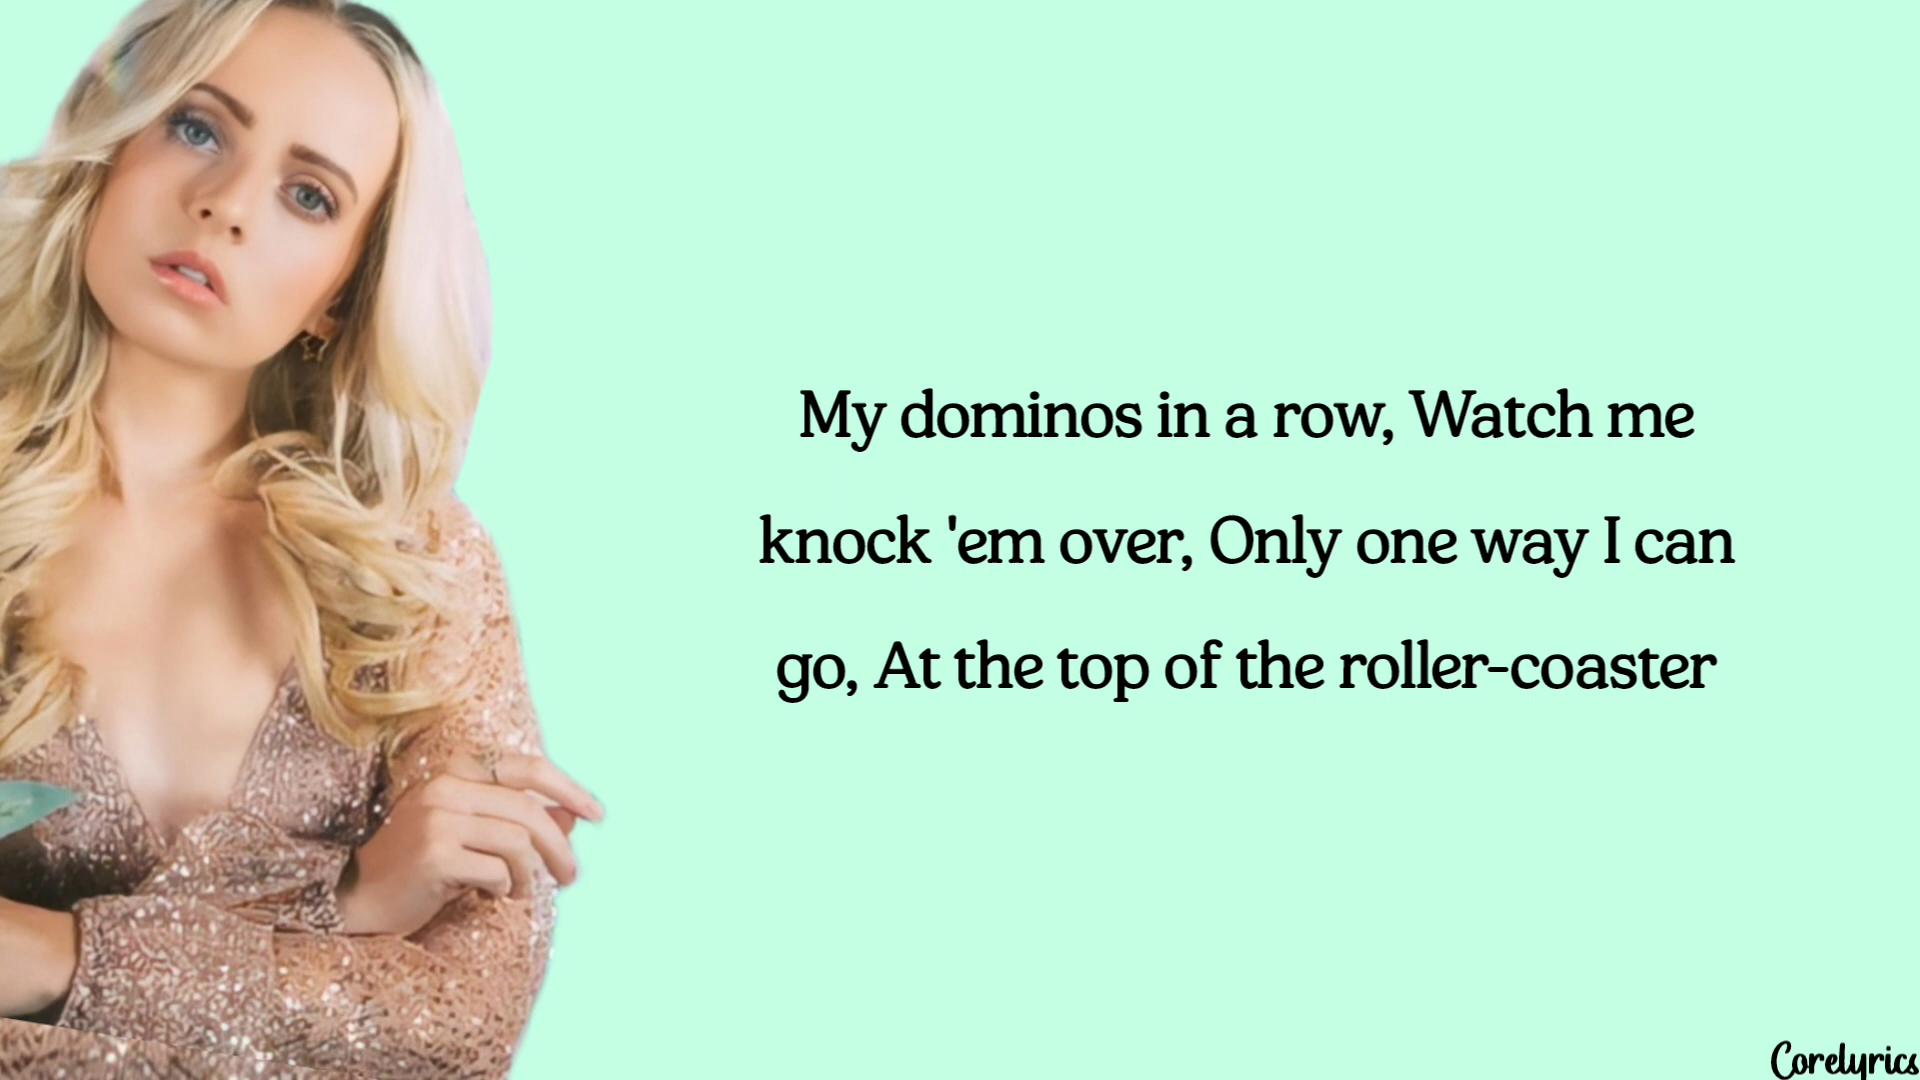 My dominos in a row, Watch me
knock 'em over, Only one way I can
go, At the top of the roller-coaster
Corelyrics